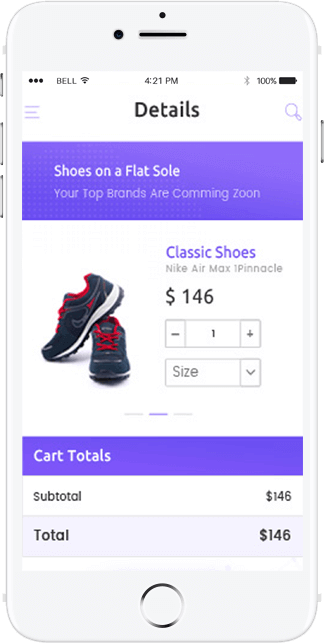 BELL 4:21 PM 100%
Details
Shoes on a Flat Sole
Your Top Brands Are Comming Zoon
Classic Shoes
Nike Air Max 1Pinnacle
$ 146
− 1 +
Size
Cart Totals
Subtotal $146
Total $146